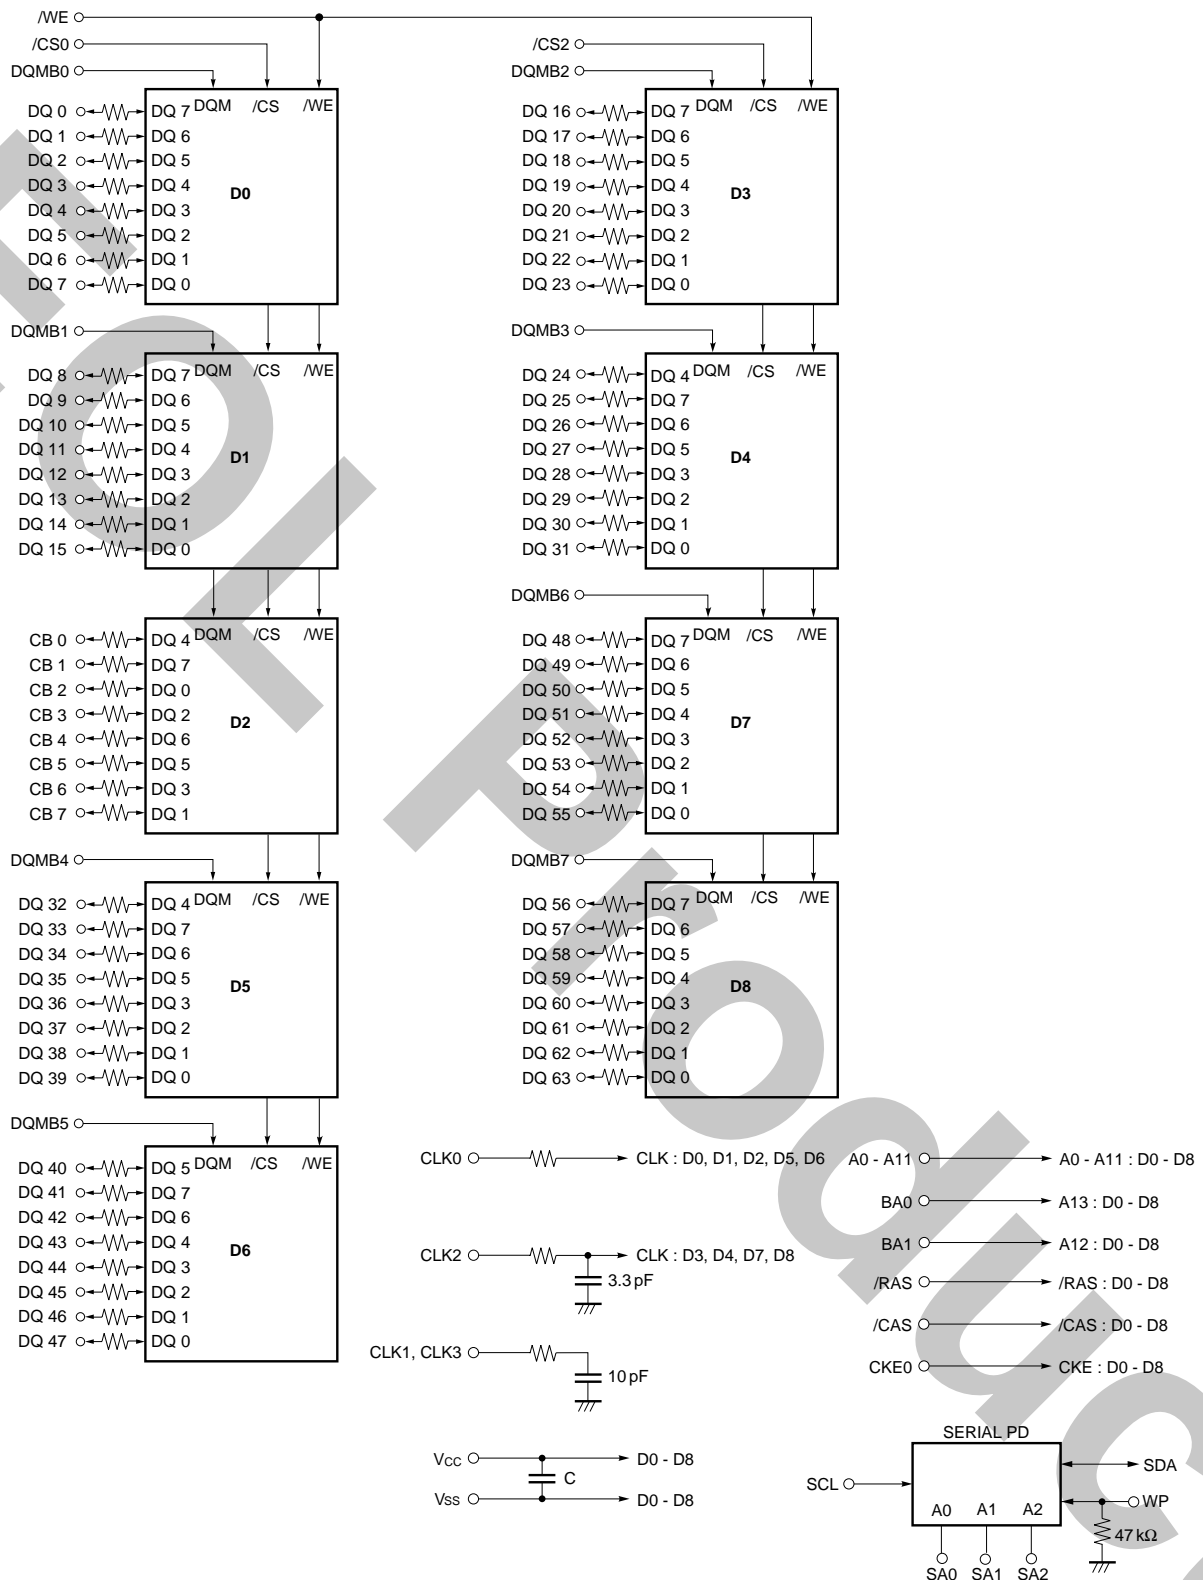 /WE
/CS0 /CS2
DQMB0 DQMB2
DQM /CS /WE DQM /CS /WE
DQ 0 DQ 7 DQ 16 DQ 7
DQ 1 DQ 6 DQ 17 DQ 6
DQ 2 DQ 5 DQ 18 DQ 5
DQ 3 DQ 4 DQ 19 DQ 4
D0 D3
DQ 4 DQ 3 DQ 20 DQ 3
DQ 5 DQ 2 DQ 21 DQ 2
DQ 6 DQ 1 DQ 22 DQ 1
DQ 7 DQ 0 DQ 23 DQ 0
DQMB1 DQMB3
DQM /CS /WE DQM /CS /WE
DQ 8 DQ 7 DQ 24 DQ 4
DQ 9 DQ 6 DQ 25 DQ 7
DQ 10 DQ 5 DQ 26 DQ 6
DQ 11 DQ 4 DQ 27 DQ 5
D1 D4
DQ 12 DQ 3 DQ 28 DQ 3
DQ 13 DQ 2 DQ 29 DQ 2
DQ 14 DQ 1 DQ 30 DQ 1
DQ 15 DQ 0 DQ 31 DQ 0
DQMB6
DQM /CS /WE DQM /CS /WE
CB 0 DQ 4 DQ 48 DQ 7
CB 1 DQ 7 DQ 49 DQ 6
CB 2 DQ 0 DQ 50 DQ 5
CB 3 DQ 2 DQ 51 DQ 4
D2 D7
CB 4 DQ 6 DQ 52 DQ 3
CB 5 DQ 5 DQ 53 DQ 2
CB 6 DQ 3 DQ 54 DQ 1
CB 7 DQ 1 DQ 55 DQ 0
DQMB4 DQMB7
DQM /CS /WE DQM /CS /WE
DQ 32 DQ 4 DQ 56 DQ 7
DQ 33 DQ 7 DQ 57 DQ 6
DQ 34 DQ 6 DQ 58 DQ 5
DQ 35 DQ 5 DQ 59 DQ 4
D5 D8
DQ 36 DQ 3 DQ 60 DQ 3
DQ 37 DQ 2 DQ 61 DQ 2
DQ 38 DQ 1 DQ 62 DQ 1
DQ 39 DQ 0 DQ 63 DQ 0
DQMB5
DQM /CS /WE
DQ 40 DQ 5
DQ 41 DQ 7
DQ 42 DQ 6
DQ 43 DQ 4
D6
DQ 44 DQ 3
DQ 45 DQ 2
DQ 46 DQ 1
DQ 47 DQ 0
CLK0 CLK : D0, D1, D2, D5, D6
CLK2 CLK : D3, D4, D7, D8
3.3 pF
CLK1, CLK3
10 pF
VCC D0 - D8
C
VSS D0 - D8
A0 - A11 A0 - A11 : D0 - D8
BA0 A13 : D0 - D8
BA1 A12 : D0 - D8
/RAS /RAS : D0 - D8
/CAS /CAS : D0 - D8
CKE0 CKE : D0 - D8
SERIAL PD
SCL SDA
WP
A0 A1 A2
47 kΩ
SA0 SA1 SA2
EOL Product